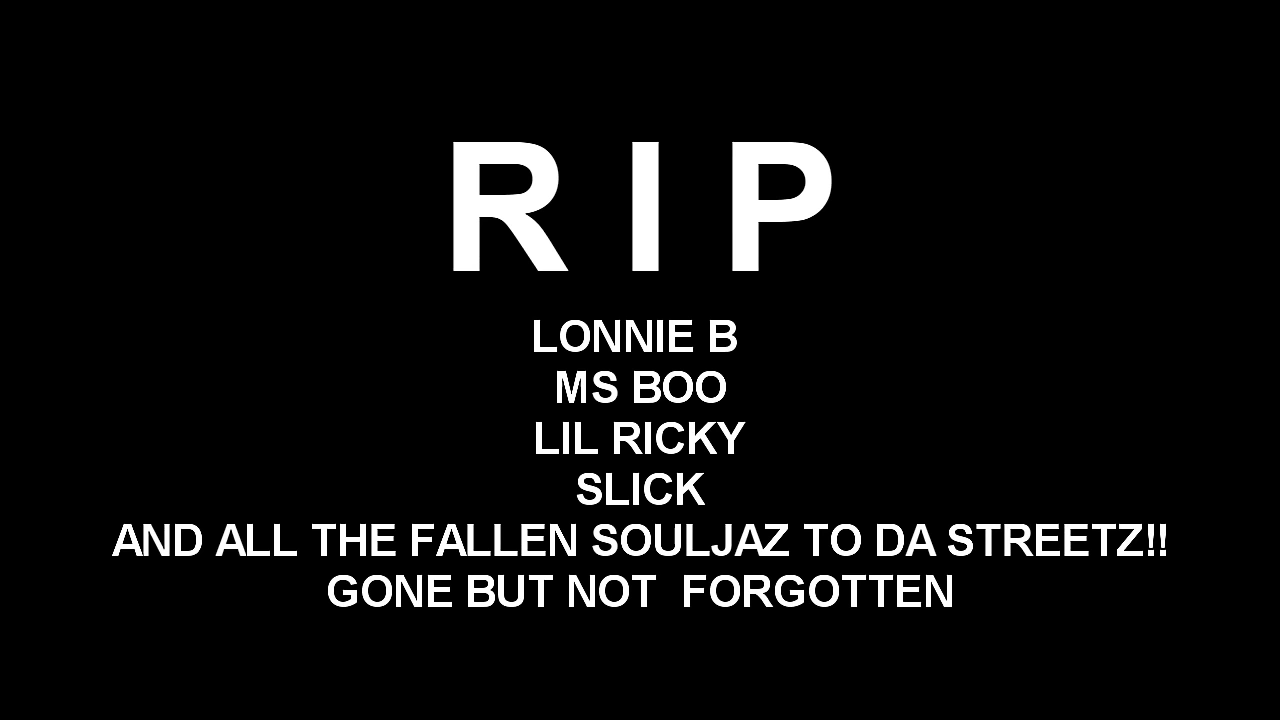 R I P
LONNIE B
MS BOO
LIL RICKY
SLICK
AND ALL THE FALLEN SOULJAZ TO DA STREETZ!!
GONE BUT NOT  FORGOTTEN